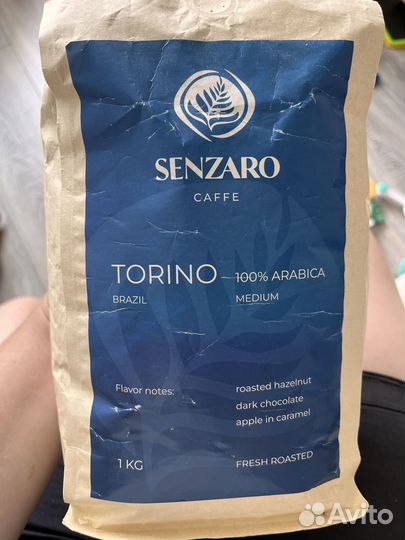 SENZARO
CAFFE
TORINO 100% ARABICA
BRAZIL MEDIUM
Flavor notes: roasted hazelnut
dark chocolate
apple in caramel
1 KG FRESH ROASTED
Avito